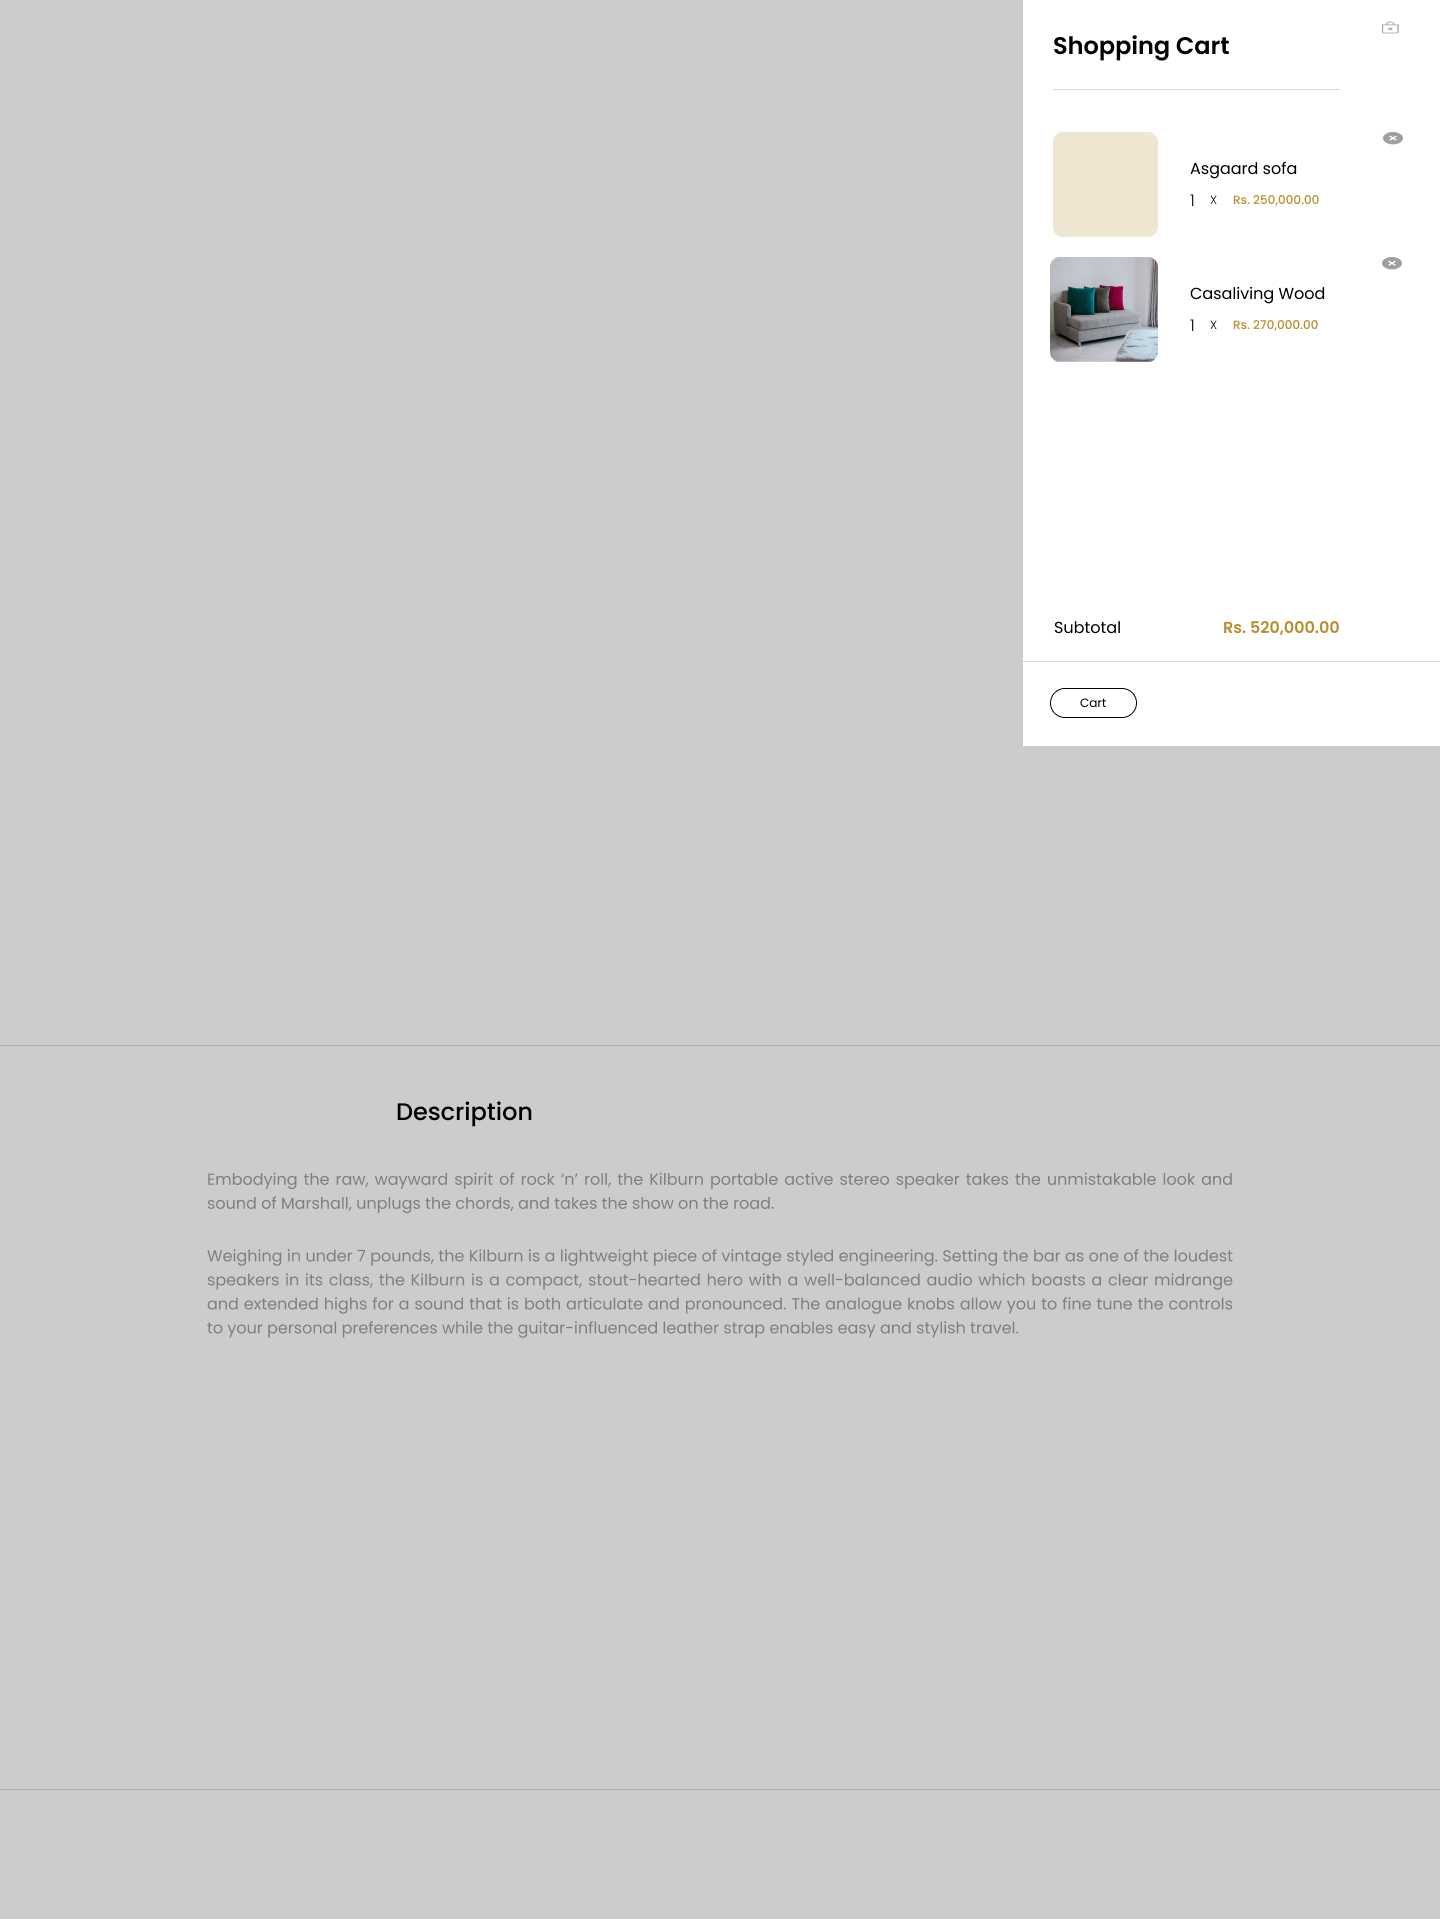 Shopping Cart
Asgaard sofa
1 X Rs. 250,000.00
Casaliving Wood
1 X Rs. 270,000.00
Subtotal Rs. 520,000.00
Cart
Description
Embodying the raw, wayward spirit of rock ‘n’ roll, the Kilburn portable active stereo speaker takes the unmistakable look and
sound of Marshall, unplugs the chords, and takes the show on the road.
Weighing in under 7 pounds, the Kilburn is a lightweight piece of vintage styled engineering. Setting the bar as one of the loudest
speakers in its class, the Kilburn is a compact, stout-hearted hero with a well-balanced audio which boasts a clear midrange
and extended highs for a sound that is both articulate and pronounced. The analogue knobs allow you to fine tune the controls
to your personal preferences while the guitar-influenced leather strap enables easy and stylish travel.